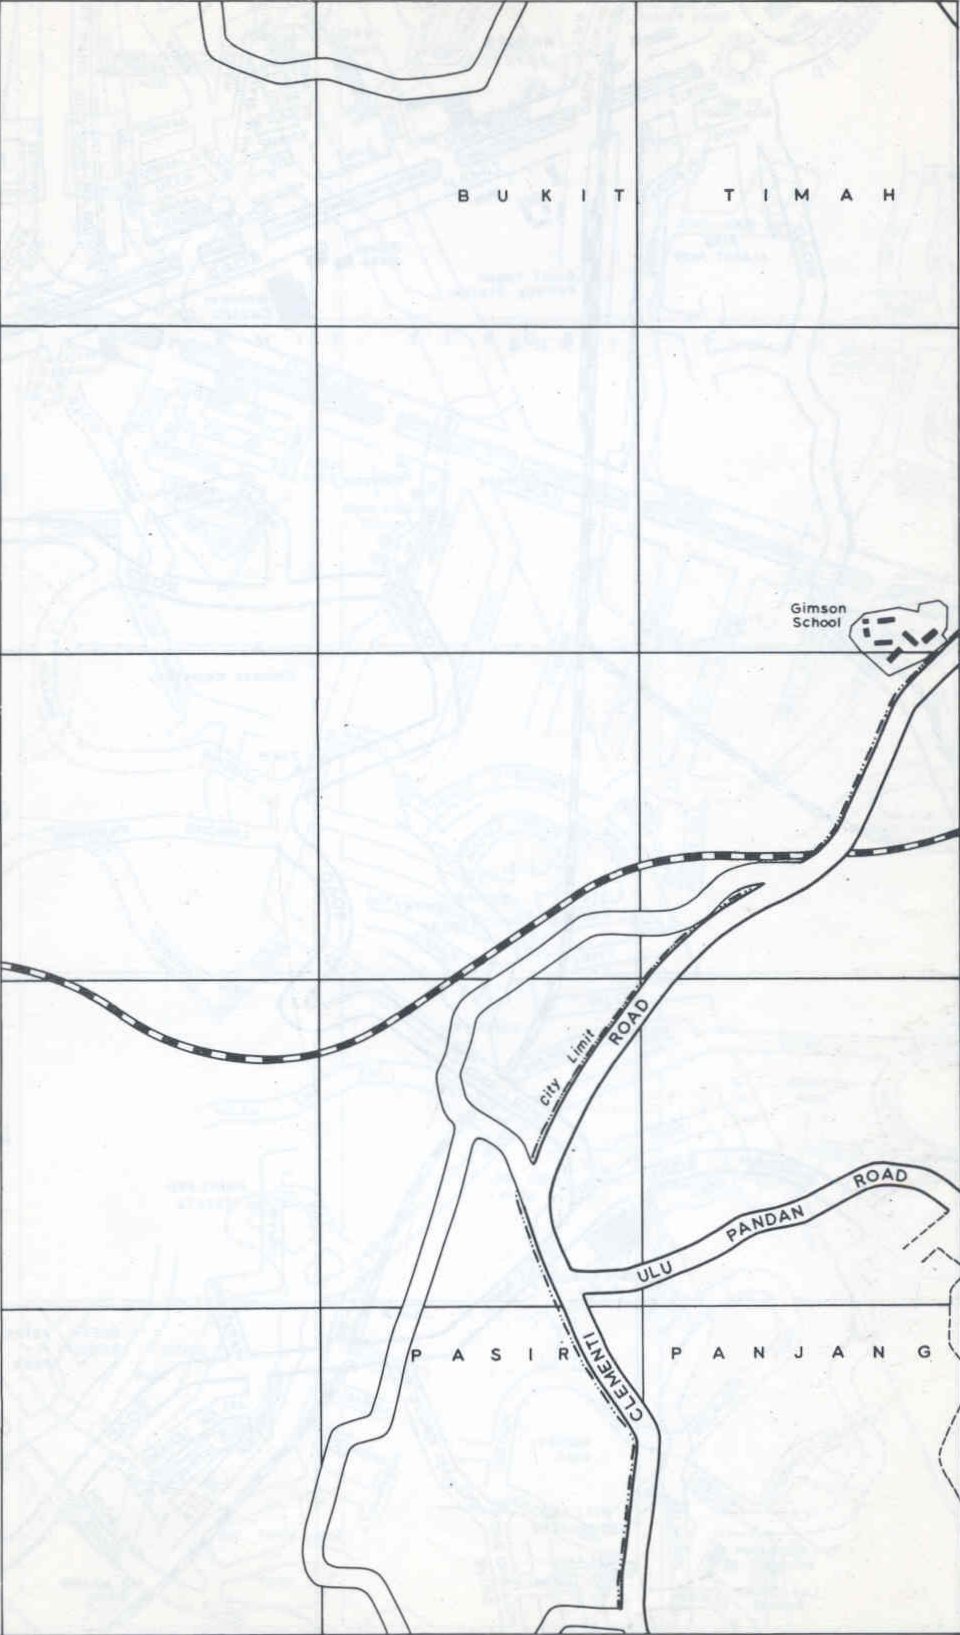 BUKIT TIMAH
Gimson
School
City Limit
ROAD
ULU PANDAN ROAD
CLEMENTI
PASIR PANJANG